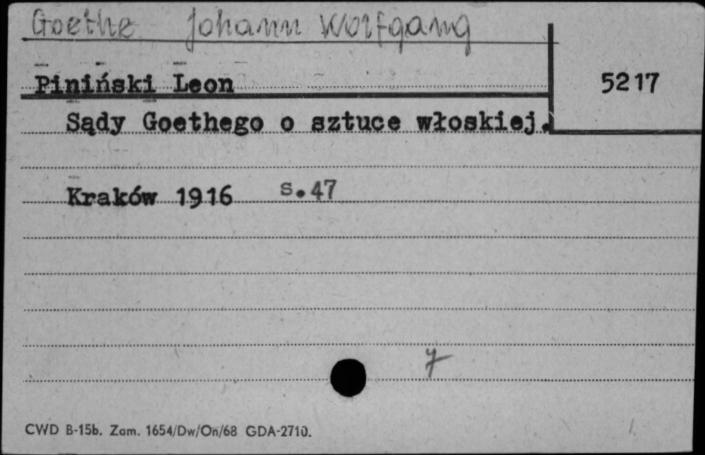 Goethe Johann Wolfgang
Piniński Leon
5217
Sądy Goethego o sztuce włoskiej.
Kraków 1916 s.47
7
CWD B-15b. Zam. 1654/Dw/On/68 GDA-2710.
1.